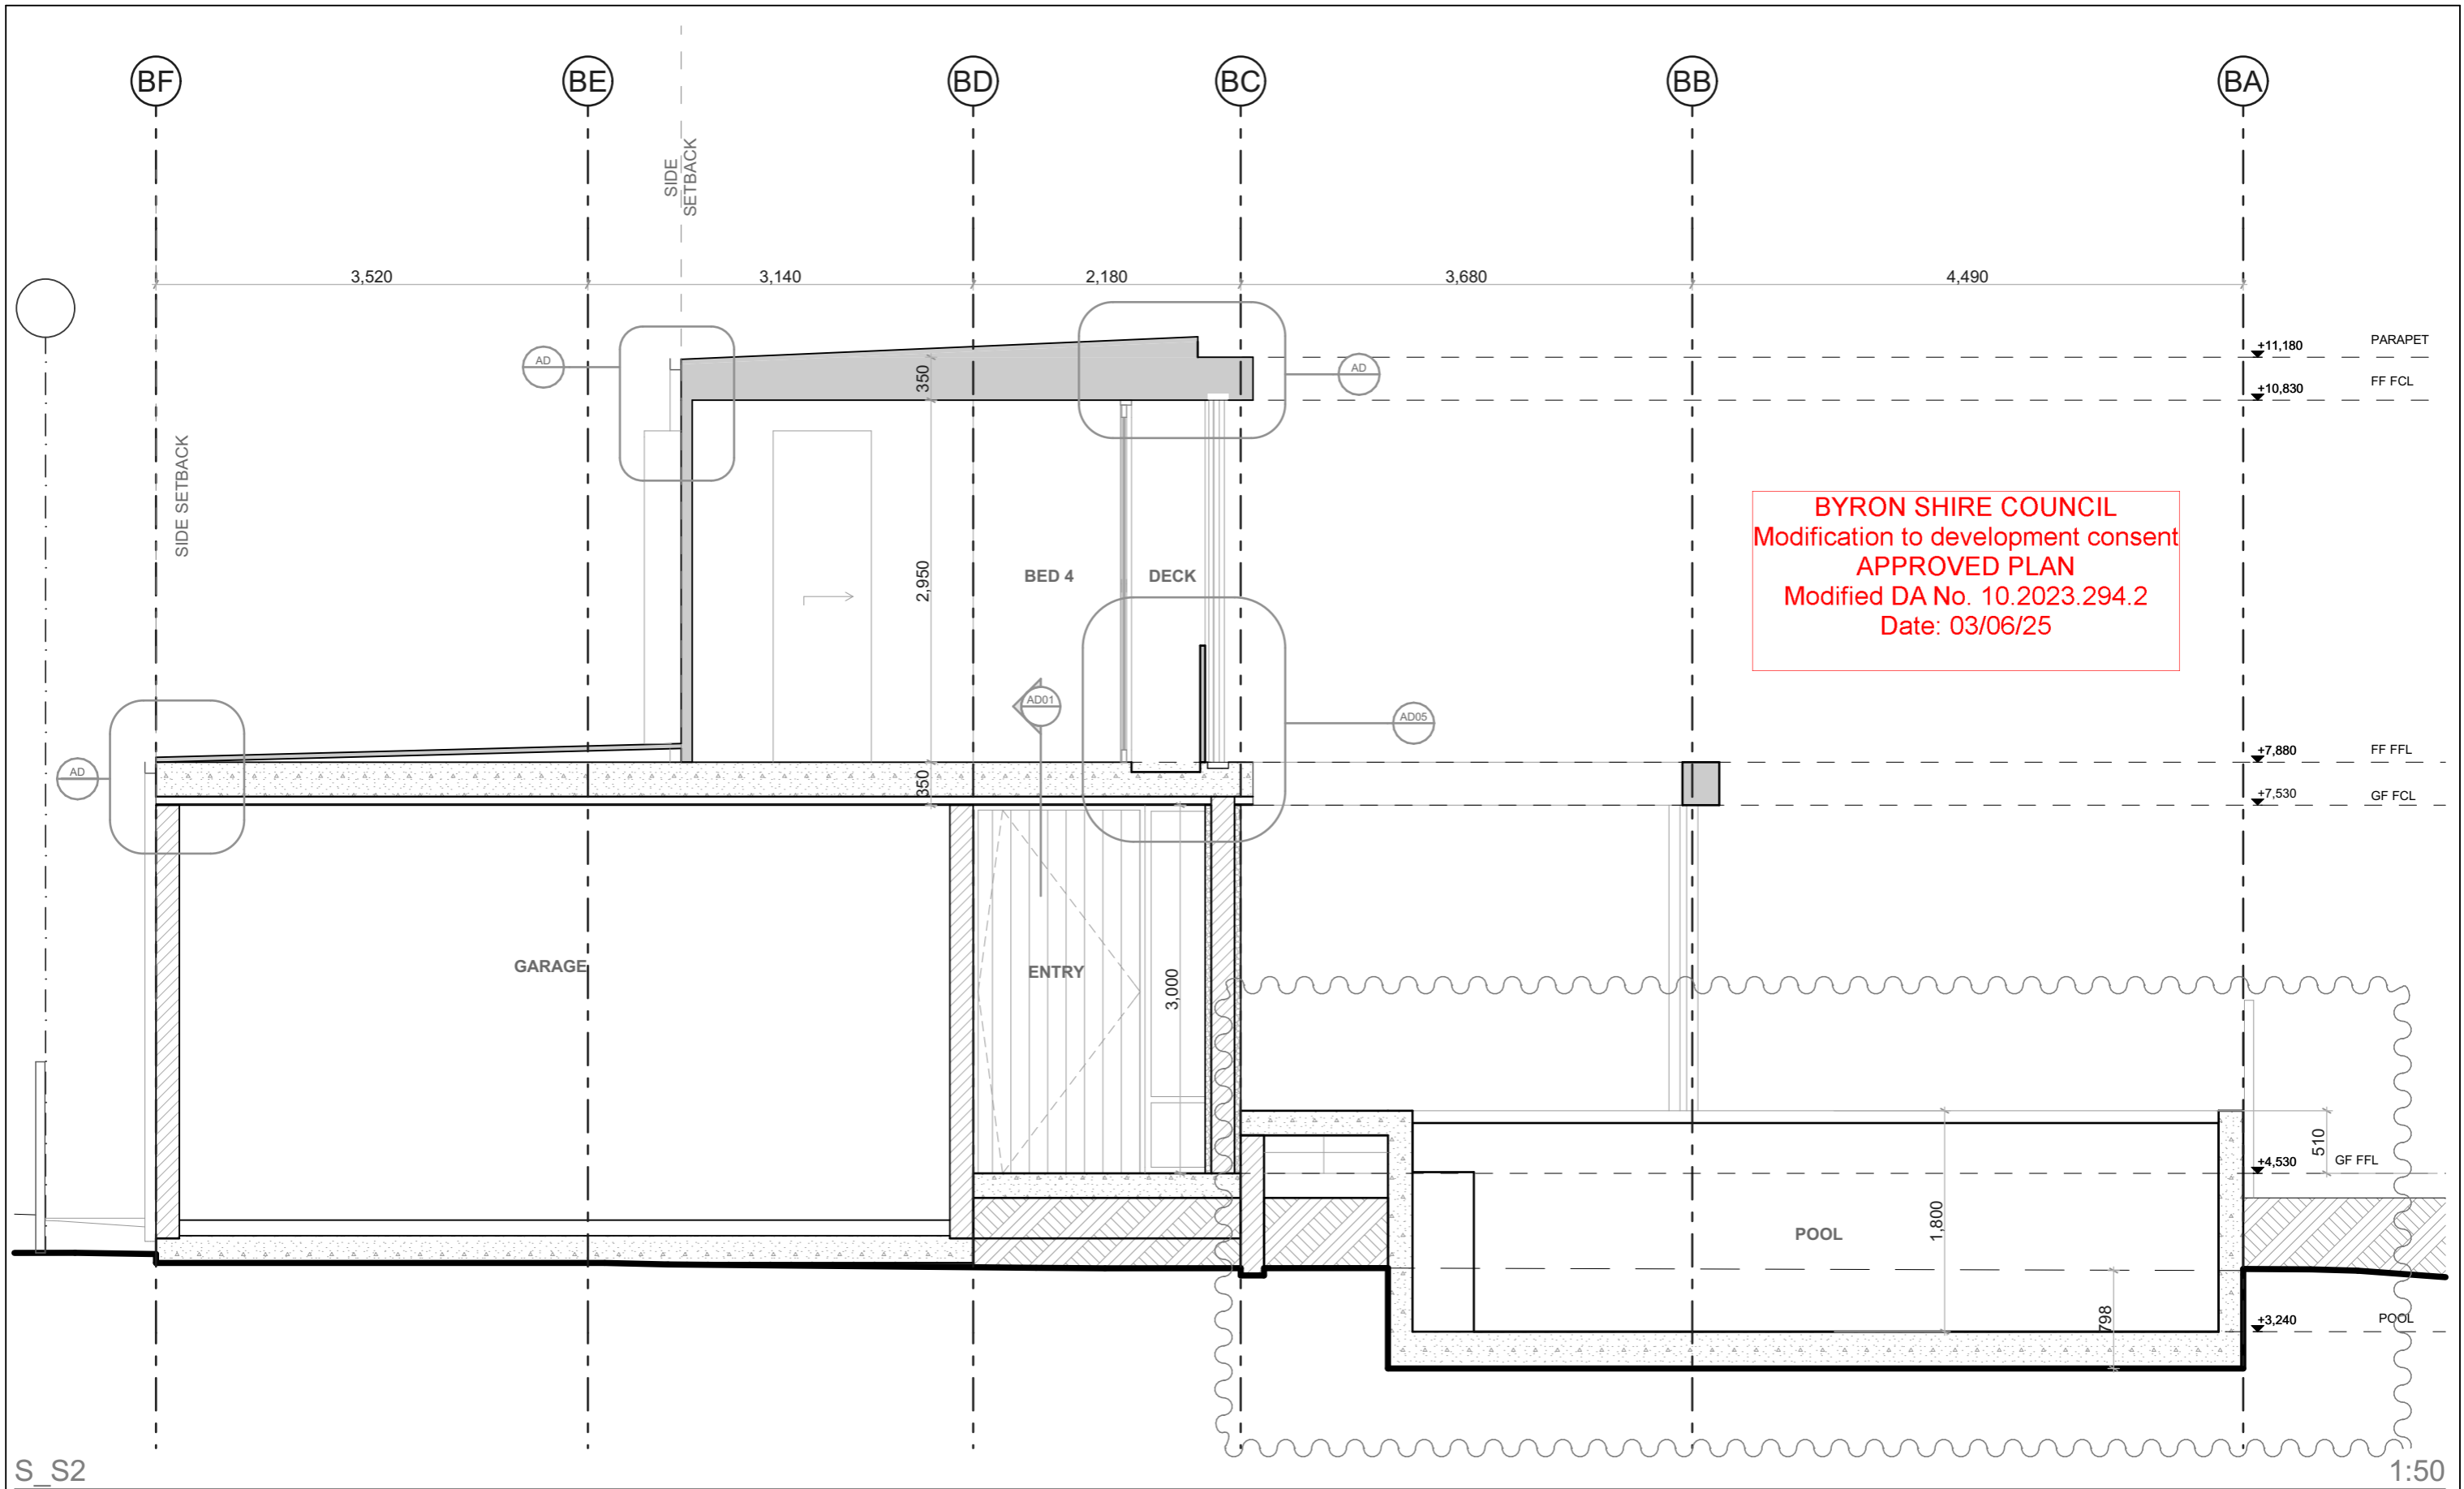 BF
BE
BD
BC
BB
BA
SIDE
SETBACK
3,520
3,140
2,180
3,680
4,490
AD
AD
350
+11,180
PARAPET
+10,830
FF FCL
SIDE SETBACK
BYRON SHIRE COUNCIL
Modification to development consent
APPROVED PLAN
Modified DA No. 10.2023.294.2
Date: 03/06/25
2,950
BED 4
DECK
AD01
AD05
AD
350
+7,880
FF FFL
+7,530
GF FCL
GARAGE
ENTRY
3,000
510
+4,530
GF FFL
1,800
POOL
798
+3,240
POOL
S_S2
1:50